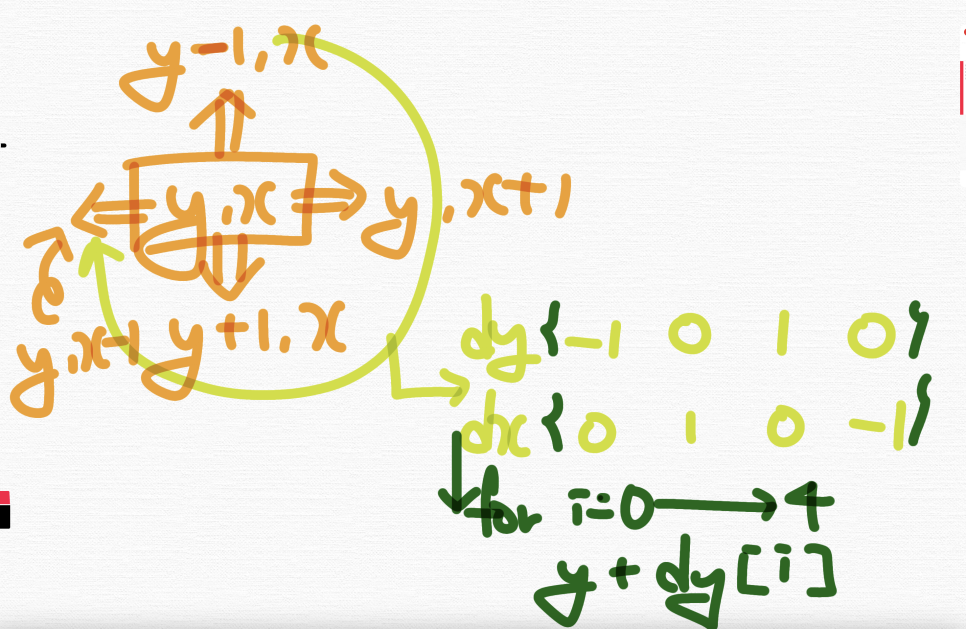 y-1, x
y, x
y, x+1
y, x-1
y+1, x
dy {-1 0 1 0}
dx {0 1 0 -1}
for i=0 → 4
y + dy[i]